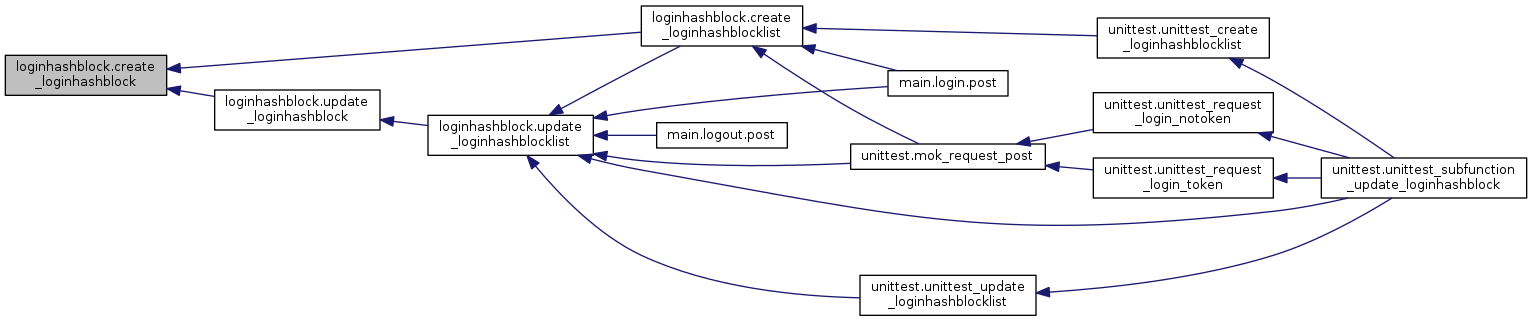 loginhashblock.create
_loginhashblock
loginhashblock.update
_loginhashblock
loginhashblock.update
_loginhashblocklist
loginhashblock.create
_loginhashblocklist
main.logout.post
main.login.post
unittest.mok_request_post
unittest.unittest_update
_loginhashblocklist
unittest.unittest_create
_loginhashblocklist
unittest.unittest_request
_login_notoken
unittest.unittest_request
_login_token
unittest.unittest_subfunction
_update_loginhashblock